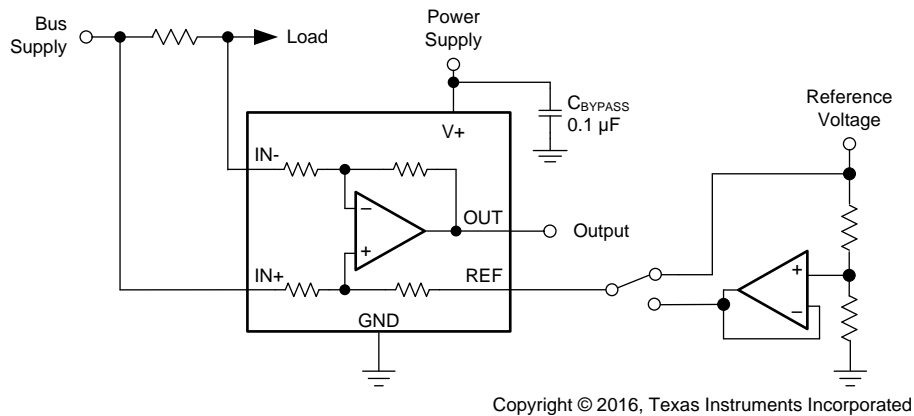 Bus
Supply
Load
Power
Supply
C_BYPASS
0.1 µF
Reference
Voltage
V+
IN-
−
OUT
Output
+
IN+
REF
+
−
GND
Copyright © 2016, Texas Instruments Incorporated